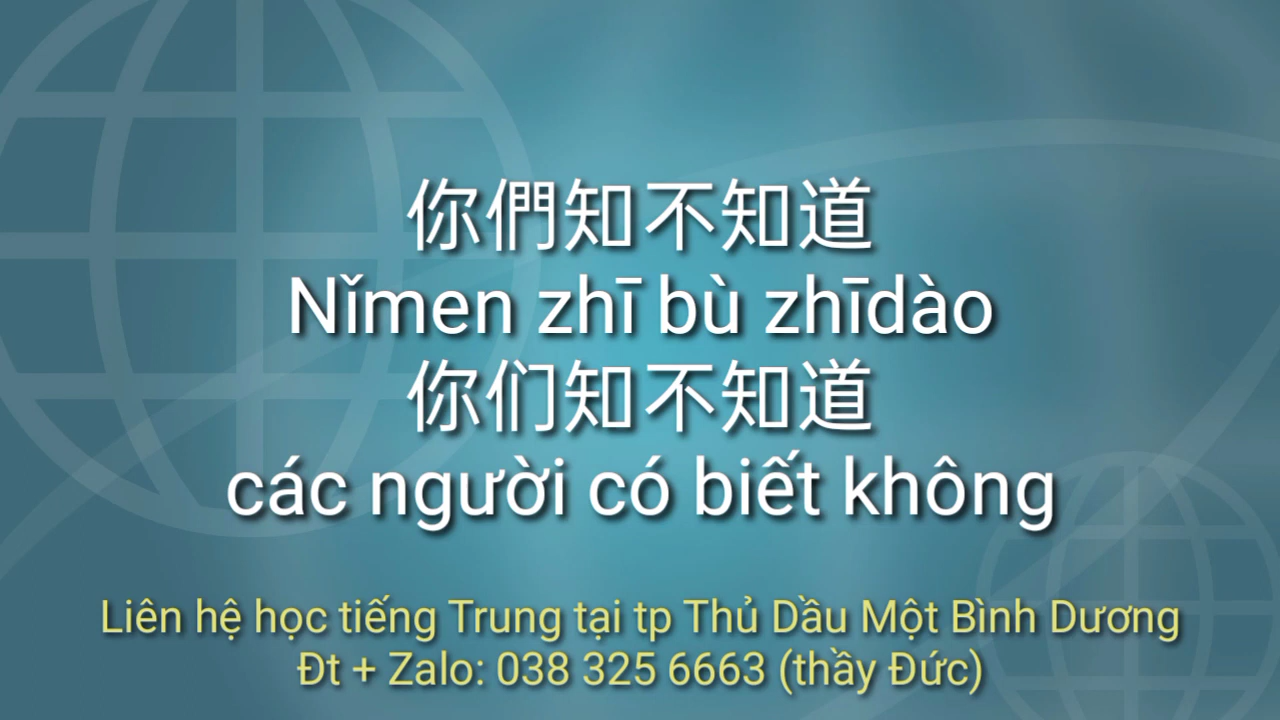 你們知不知道
Nǐmen zhī bù zhīdào
你们知不知道
các người có biết không
Liên hệ học tiếng Trung tại tp Thủ Dầu Một Bình Dương
Đt + Zalo: 038 325 6663 (thầy Đức)